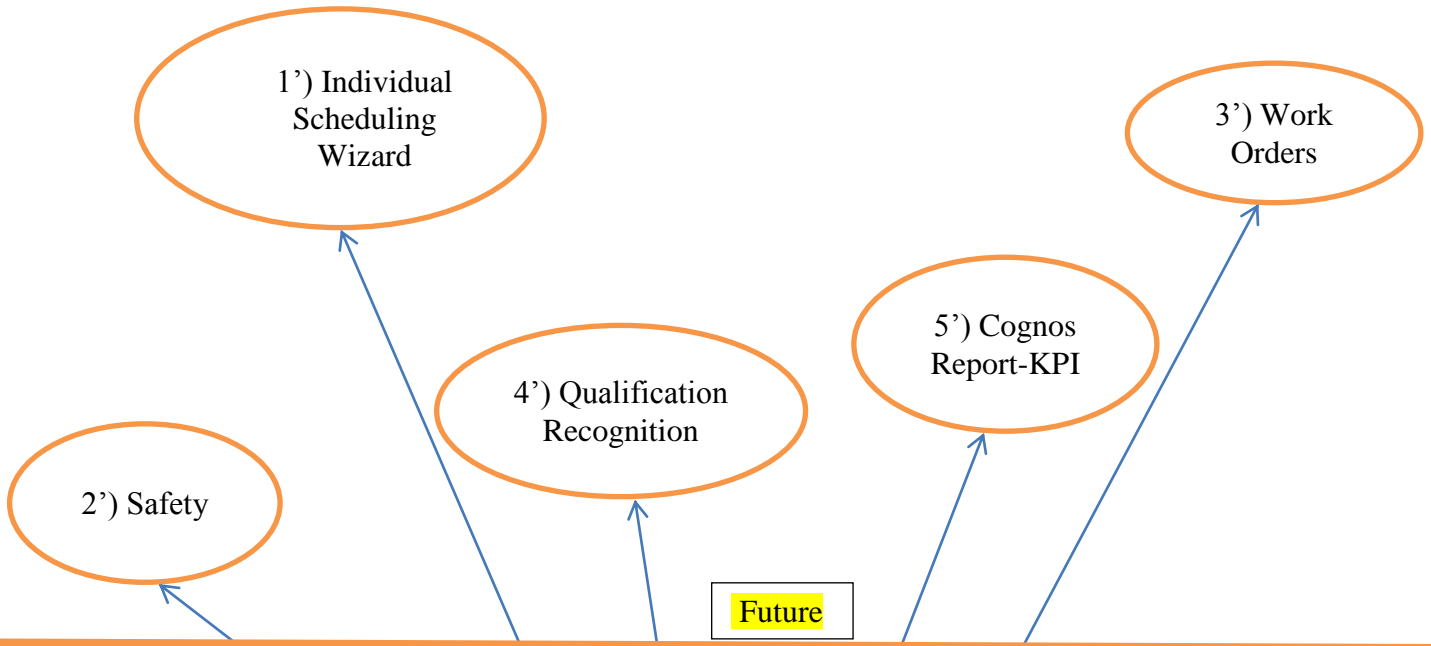 1’) Individual
Scheduling
Wizard
3’) Work
Orders
5’) Cognos
Report-KPI
4’) Qualification
Recognition
2’) Safety
Future